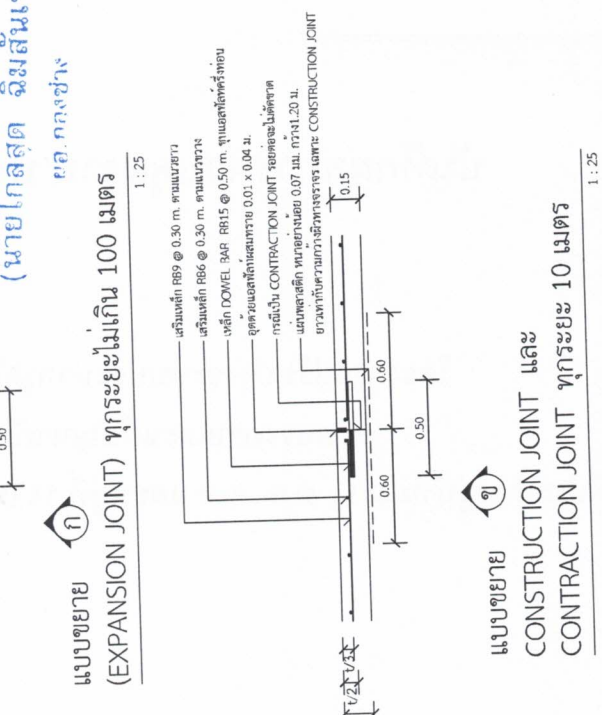 (นายโกสุด ฉิมสันเ
ผอ.กองช่าง
0.50
แบบขยาย ก
(EXPANSION JOINT) ทุกระยะไม่เกิน 100 เมตร
1 : 25
เสริมเหล็ก RB9 @ 0.30 m. ตามแนวยาว
เสริมเหล็ก RB6 @ 0.30 m. ตามแนวขวาง
เหล็ก DOWEL BAR RB15 @ 0.50 m. ชุบแอสฟัลท์ครึ่งท่อน
อุดด้วยแอสฟัลท์ผสมทราย 0.01 x 0.04 ม.
กรณีเป็น CONTRACTION JOINT รอยต่อจะไม่ตัดขาด
แผ่นพลาสติก หนาอย่างน้อย 0.07 มม. กว้าง1.20 ม.
ยาวเท่ากับความกว้างผิวทางจราจร เฉพาะ CONSTRUCTION JOINT
0.15
t/2 t/3
0.60 0.60
0.50
แบบขยาย ข
CONSTRUCTION JOINT และ
CONTRACTION JOINT ทุกระยะ 10 เมตร
1 : 25